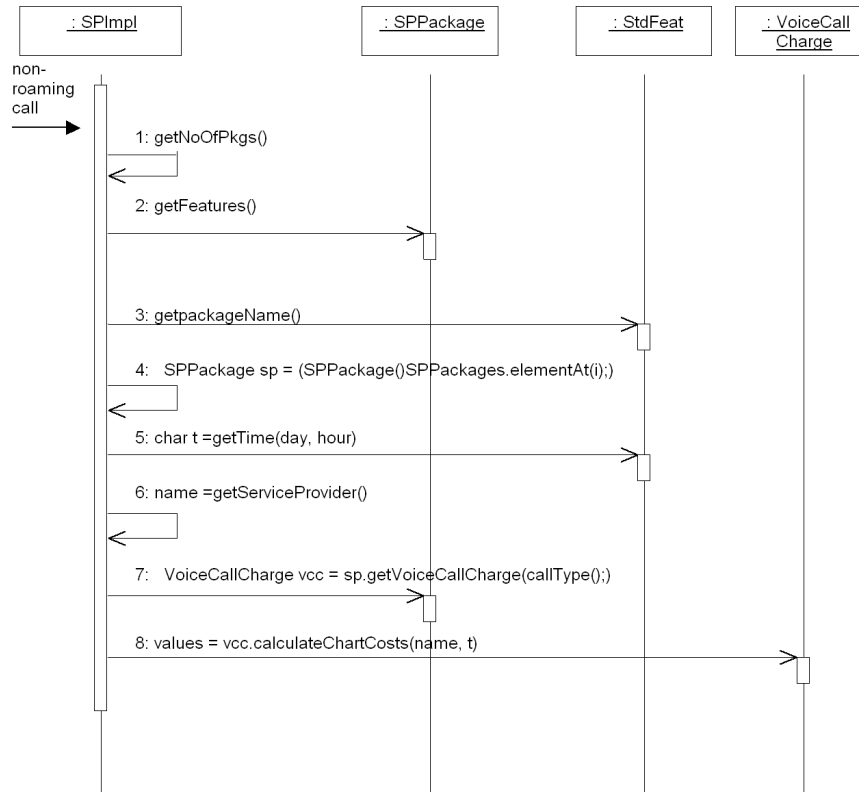 : SPImpl
: SPPackage
: StdFeat
: VoiceCall
Charge
non-
roaming
call
1: getNoOfPkgs()
2: getFeatures()
3: getpackageName()
4: SPPackage sp = (SPPackage()SPPackages.elementAt(i);)
5: char t =getTime(day, hour)
6: name =getServiceProvider()
7: VoiceCallCharge vcc = sp.getVoiceCallCharge(callType();)
8: values = vcc.calculateChartCosts(name, t)